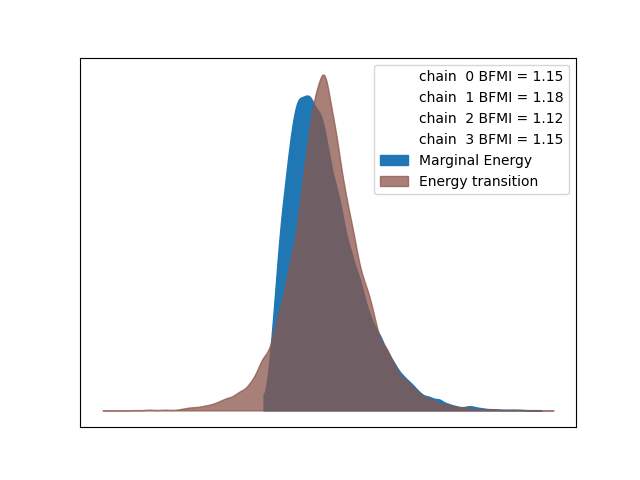 chain  0 BFMI = 1.15
chain  1 BFMI = 1.18
chain  2 BFMI = 1.12
chain  3 BFMI = 1.15
Marginal Energy
Energy transition